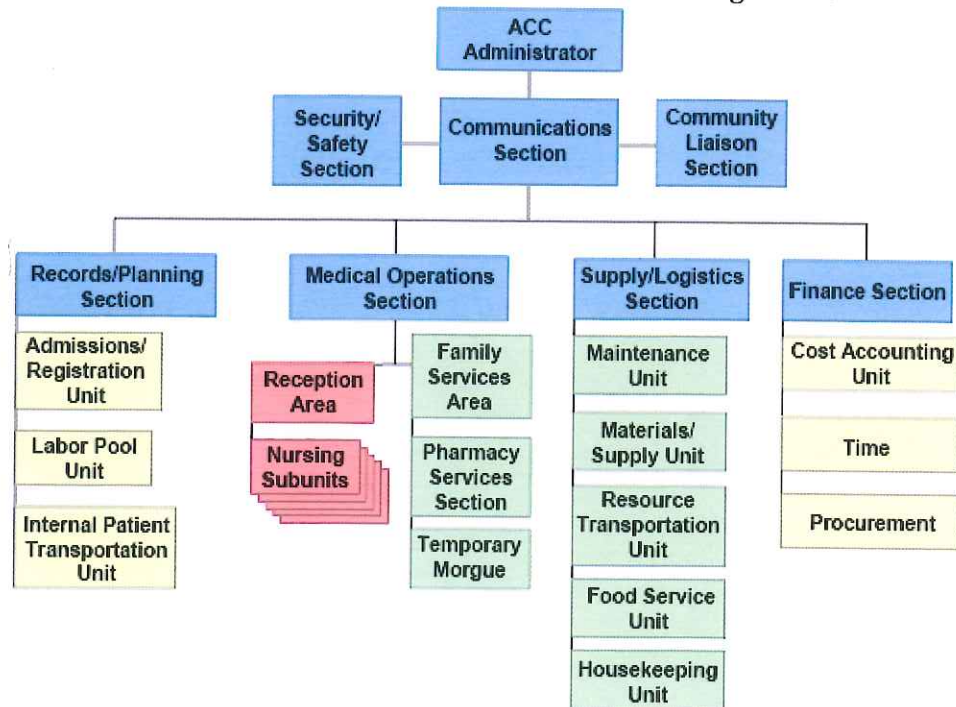 ACC
Administrator
Security/
Safety
Section
Communications
Section
Community
Liaison
Section
Records/Planning
Section
Medical Operations
Section
Supply/Logistics
Section
Finance Section
Admissions/
Registration
Unit
Labor Pool
Unit
Internal Patient
Transportation
Unit
Reception
Area
Nursing
Subunits
Family
Services
Area
Pharmacy
Services
Section
Temporary
Morgue
Maintenance
Unit
Materials/
Supply Unit
Resource
Transportation
Unit
Food Service
Unit
Housekeeping
Unit
Cost Accounting
Unit
Time
Procurement